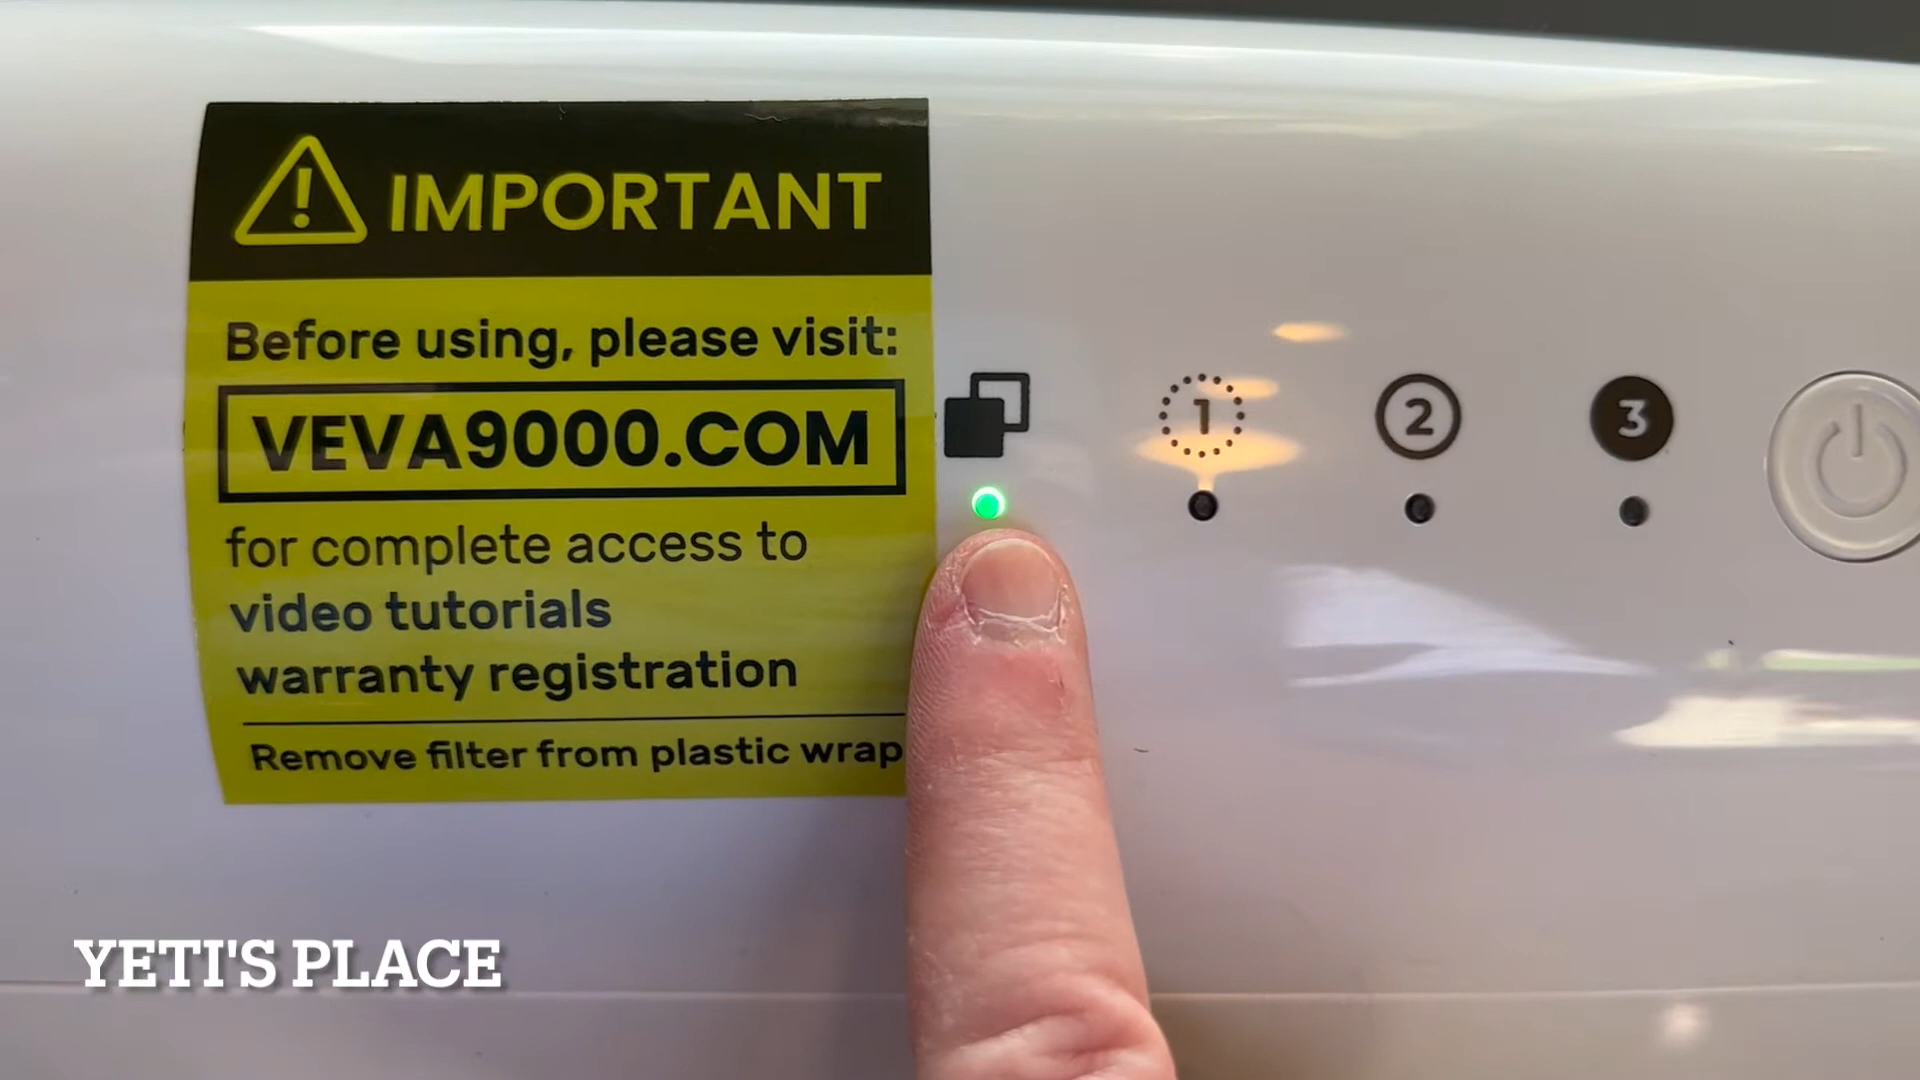 IMPORTANT
Before using, please visit:
VEVA9000.COM
for complete access to
video tutorials
warranty registration
Remove filter from plastic wrap
1
2
3
YETI'S PLACE